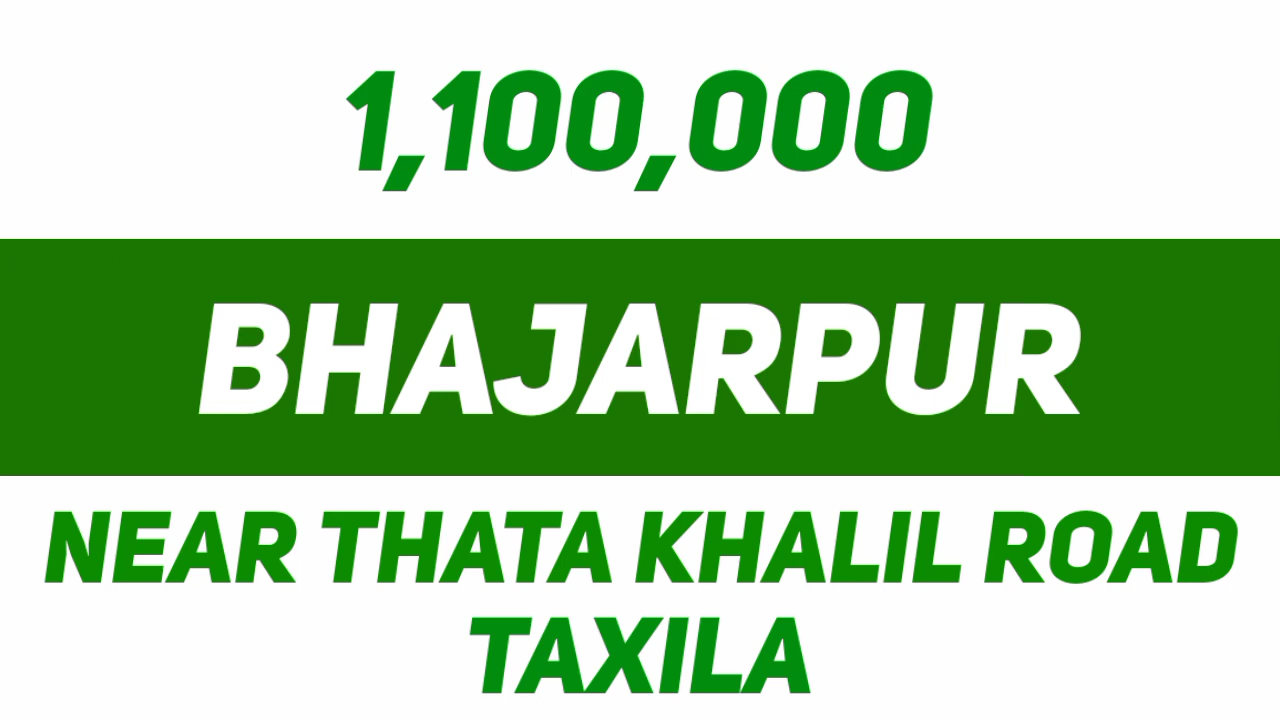 1,100,000
BHAJARPUR
NEAR THATA KHALIL ROAD
TAXILA